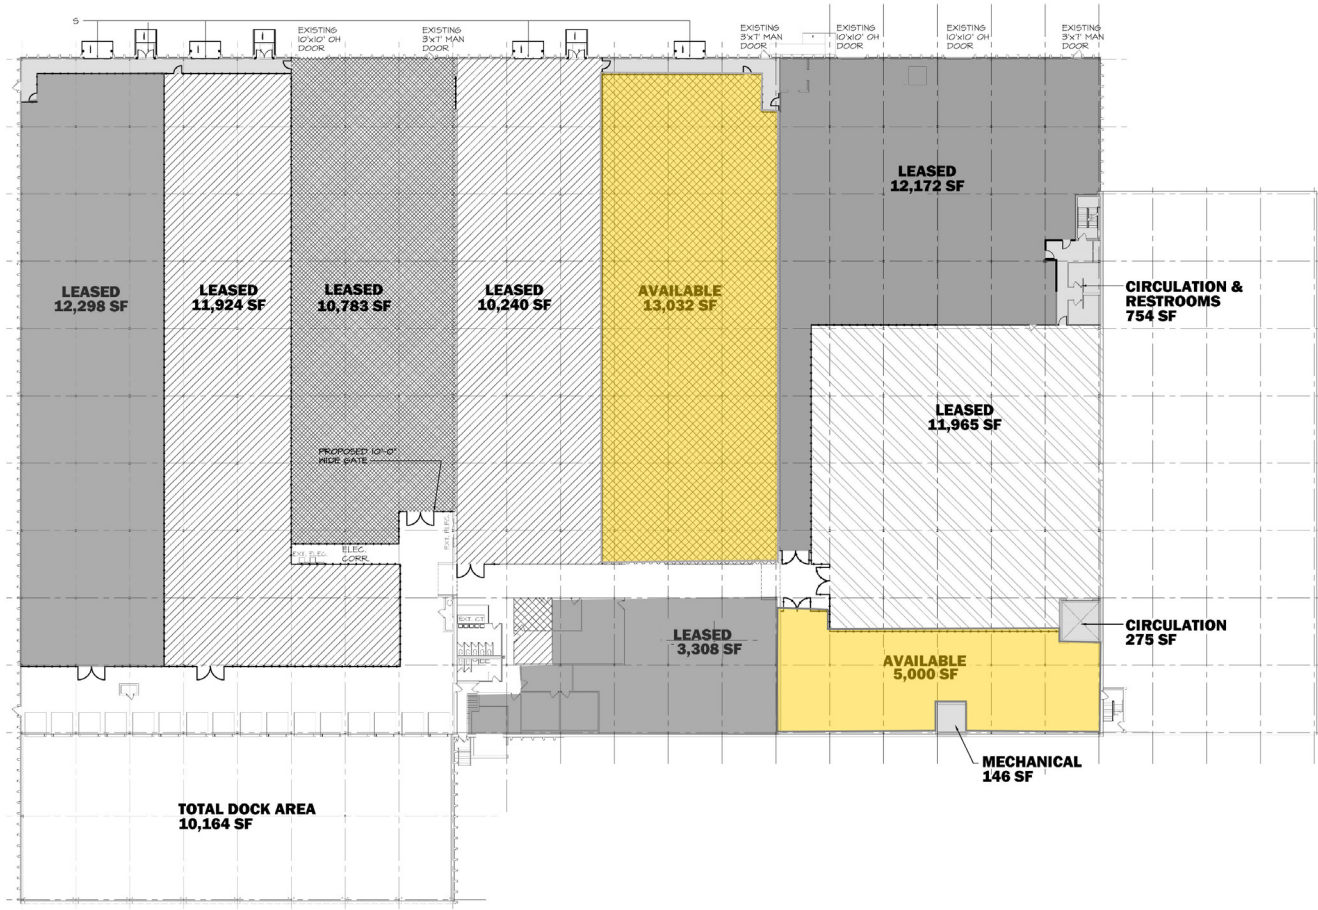 S
EXISTING
10'x10' OH
DOOR
EXISTING
3'x7' MAN
DOOR
EXISTING
3'x7' MAN
DOOR
EXISTING
10'x10' OH
DOOR
EXISTING
10'x10' OH
DOOR
EXISTING
3'x7' MAN
DOOR
LEASED
12,172 SF
LEASED
12,298 SF
LEASED
11,924 SF
LEASED
10,783 SF
LEASED
10,240 SF
AVAILABLE
13,032 SF
CIRCULATION &
RESTROOMS
754 SF
LEASED
11,965 SF
PROPOSED 10'-0"
WIDE GATE
EXT. ELEC.
EXT. ELEC.
ELEC.
CORR.
LEASED
3,308 SF
CIRCULATION
275 SF
AVAILABLE
5,000 SF
MECHANICAL
146 SF
TOTAL DOCK AREA
10,164 SF